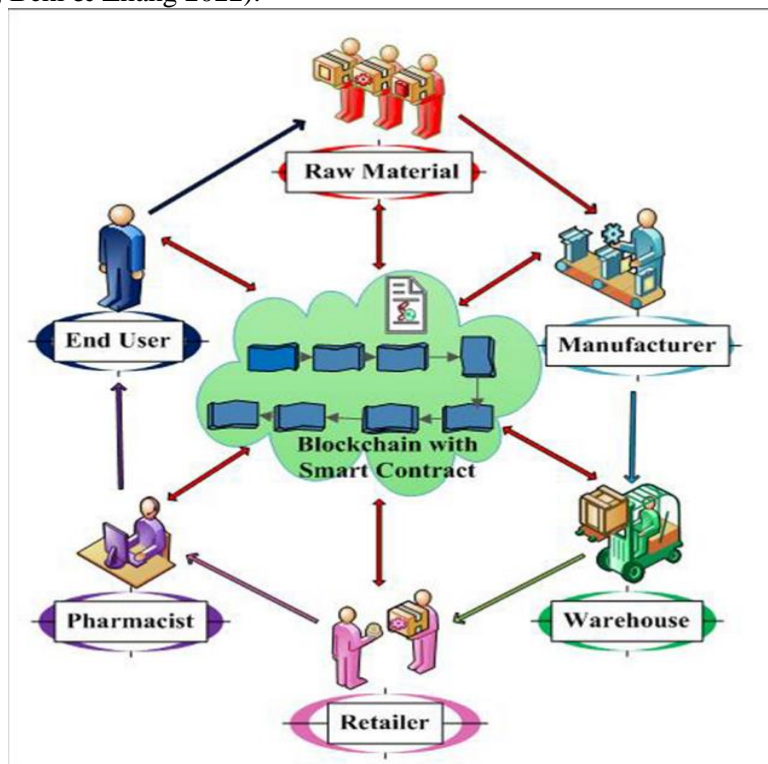 Raw Material
End User
Manufacturer
Blockchain with
Smart Contract
Pharmacist
Warehouse
Retailer